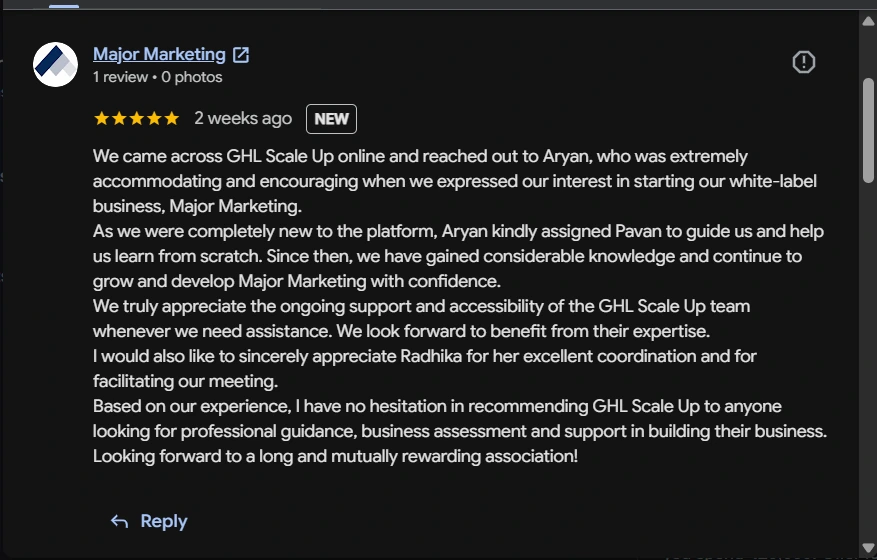 Major Marketing
1 review • 0 photos
2 weeks ago NEW
We came across GHL Scale Up online and reached out to Aryan, who was extremely
accommodating and encouraging when we expressed our interest in starting our white-label
business, Major Marketing.
As we were completely new to the platform, Aryan kindly assigned Pavan to guide us and help
us learn from scratch. Since then, we have gained considerable knowledge and continue to
grow and develop Major Marketing with confidence.
We truly appreciate the ongoing support and accessibility of the GHL Scale Up team
whenever we need assistance. We look forward to benefit from their expertise.
I would also like to sincerely appreciate Radhika for her excellent coordination and for
facilitating our meeting.
Based on our experience, I have no hesitation in recommending GHL Scale Up to anyone
looking for professional guidance, business assessment and support in building their business.
Looking forward to a long and mutually rewarding association!
Reply